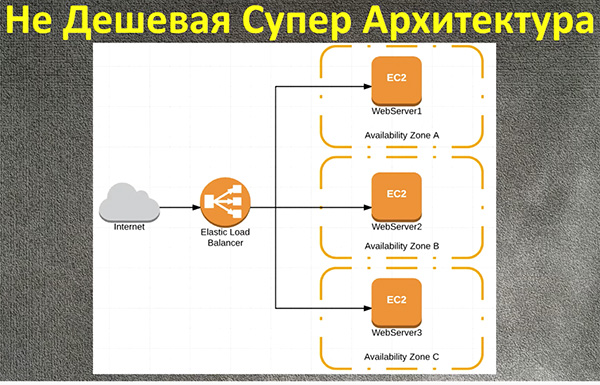 Не Дешевая Супер Архитектура
EC2
WebServer1
Availability Zone A
Internet
Elastic Load
Balancer
EC2
WebServer2
Availability Zone B
EC2
WebServer3
Availability Zone C